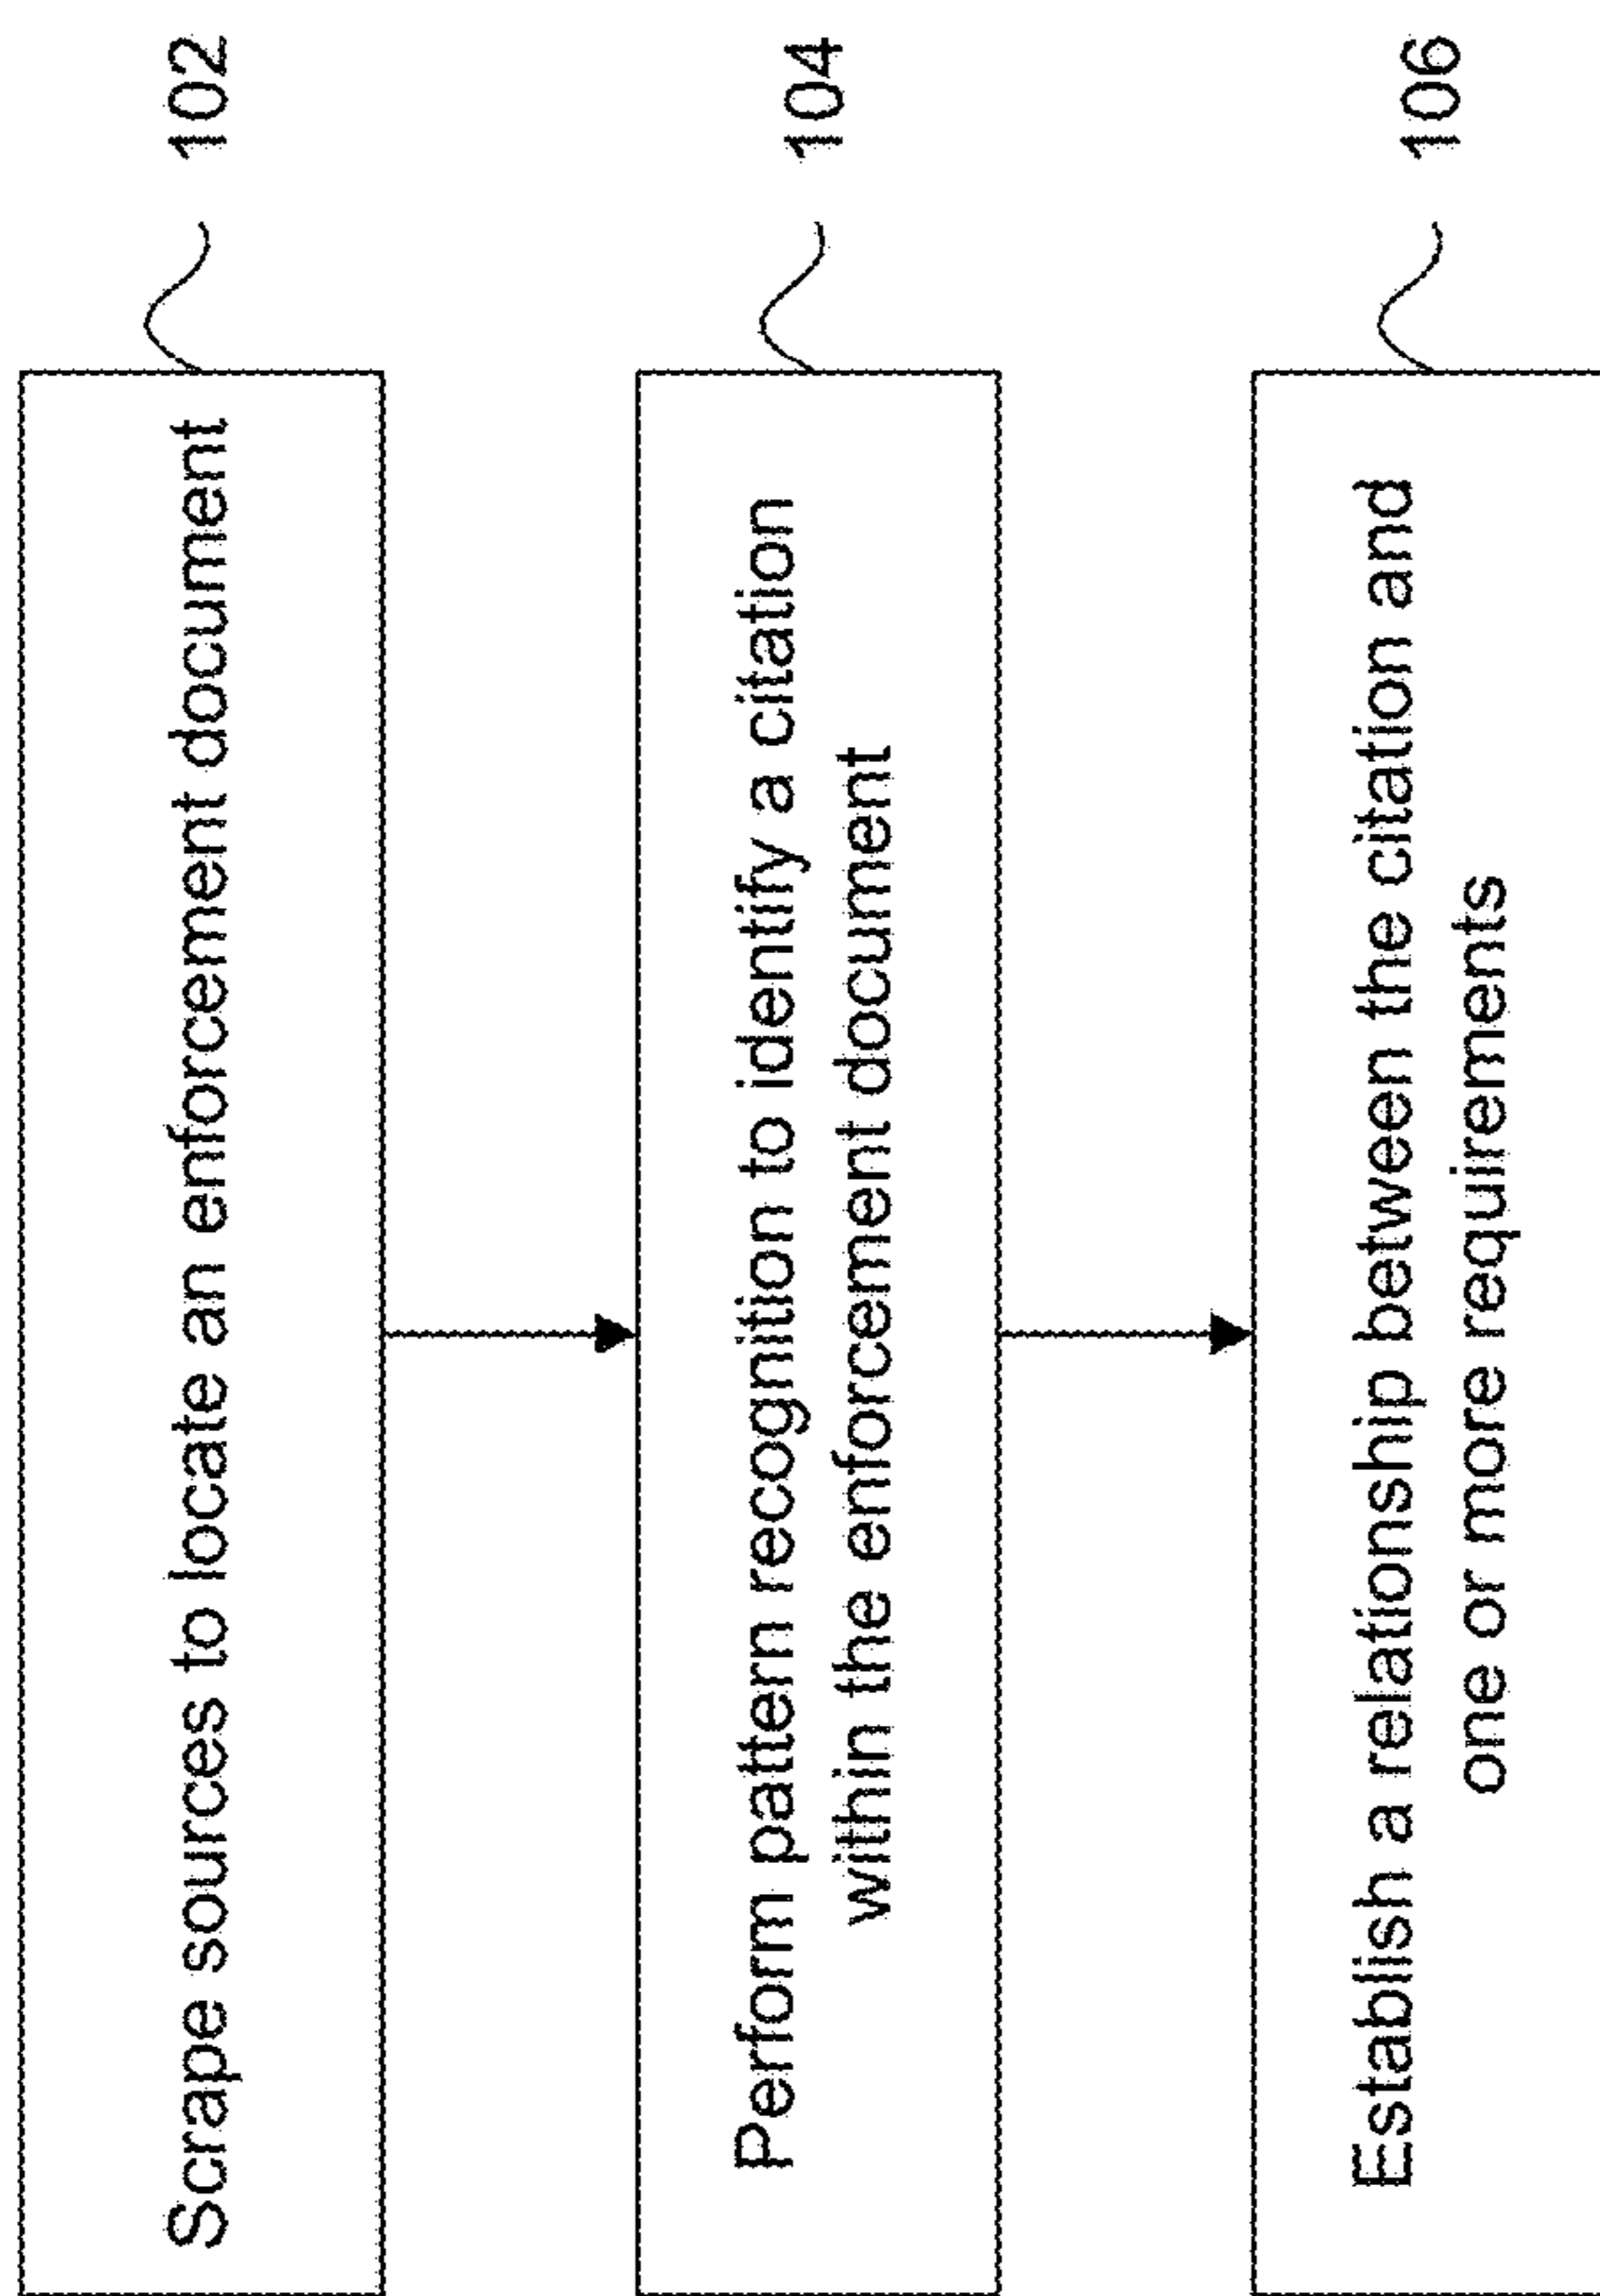 Scrape sources to locate an enforcement document
102
Perform pattern recognition to identify a citation
within the enforcement document
104
Establish a relationship between the citation and
one or more requirements
106